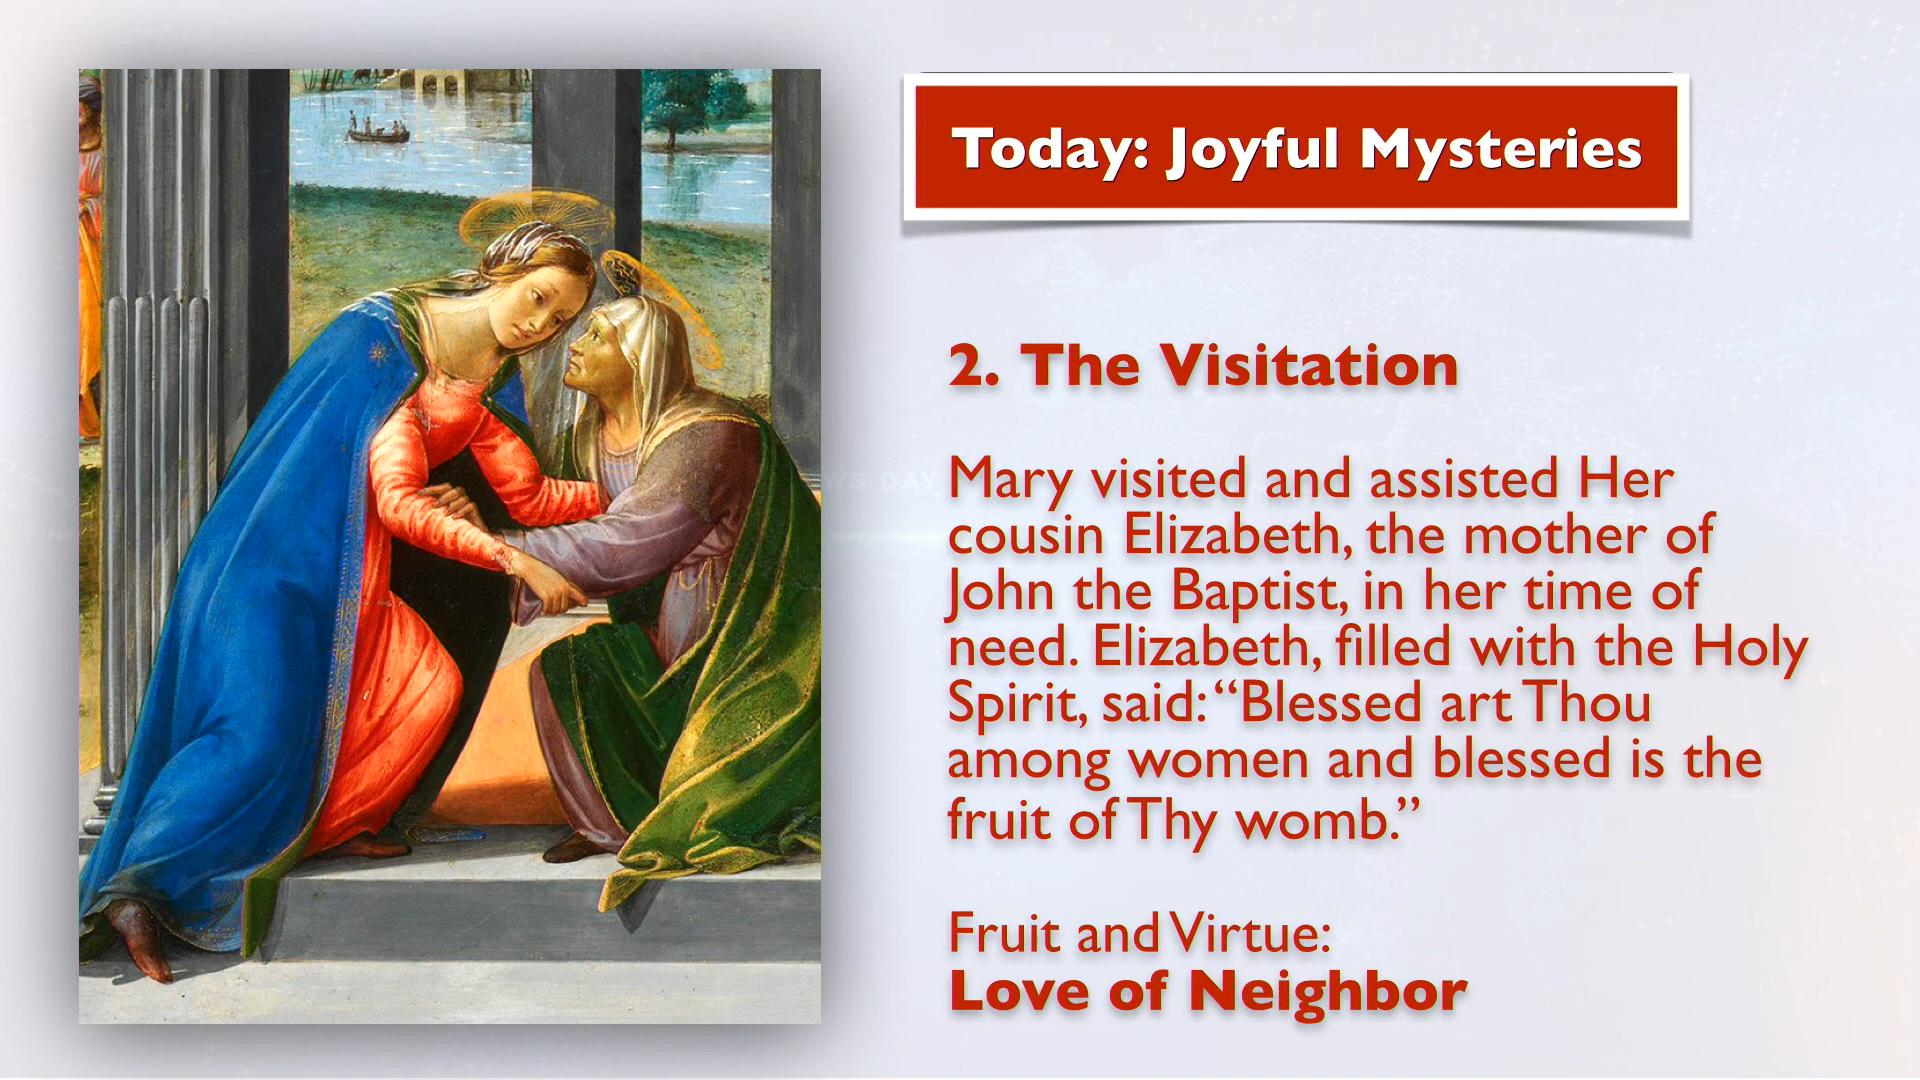 Today: Joyful Mysteries
2. The Visitation
Mary visited and assisted Her
cousin Elizabeth, the mother of
John the Baptist, in her time of
need. Elizabeth, filled with the Holy
Spirit, said: “Blessed art Thou
among women and blessed is the
fruit of Thy womb.”
Fruit and Virtue:
Love of Neighbor